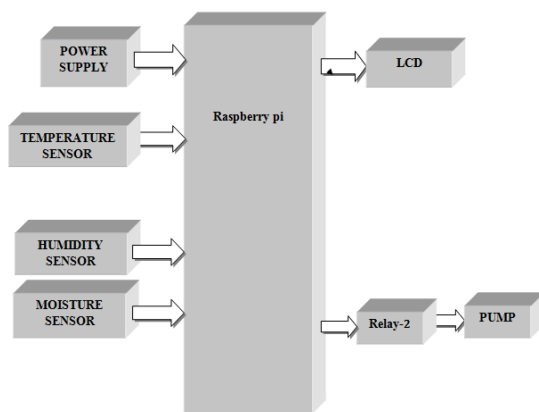 POWER
SUPPLY
LCD
Raspberry pi
TEMPERATURE
SENSOR
HUMIDITY
SENSOR
MOISTURE
SENSOR
Relay-2
PUMP